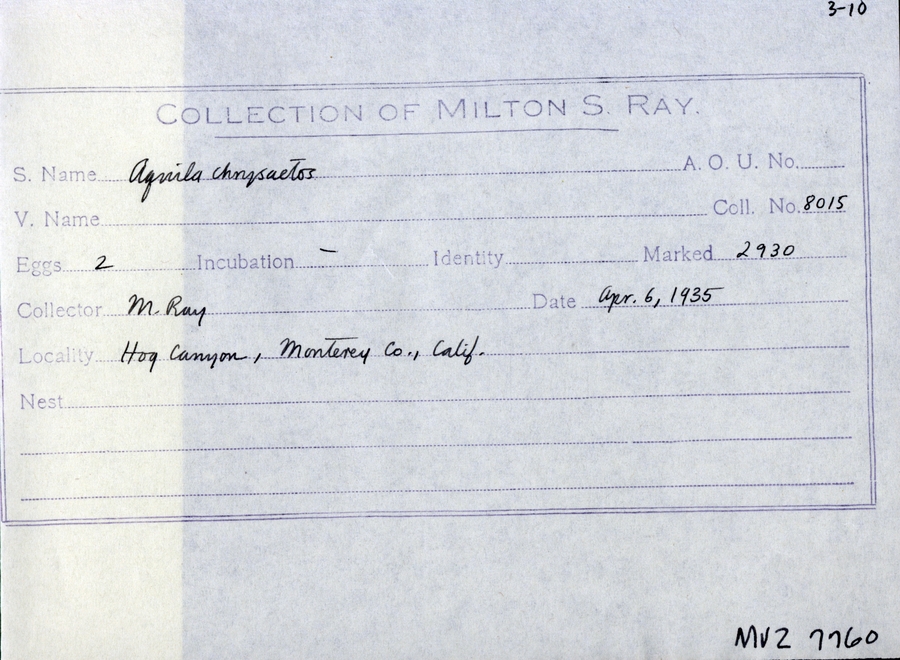 3-10
COLLECTION OF MILTON S. RAY.
S. Name Aquila chrysaetos A. O. U. No.
V. Name Coll. No. 8015
Eggs 2 Incubation – Identity Marked 2930
Collector M. Ray Date Apr. 6, 1935
Locality Hog Canyon, Monterey Co., Calif.
Nest
MVZ 7760